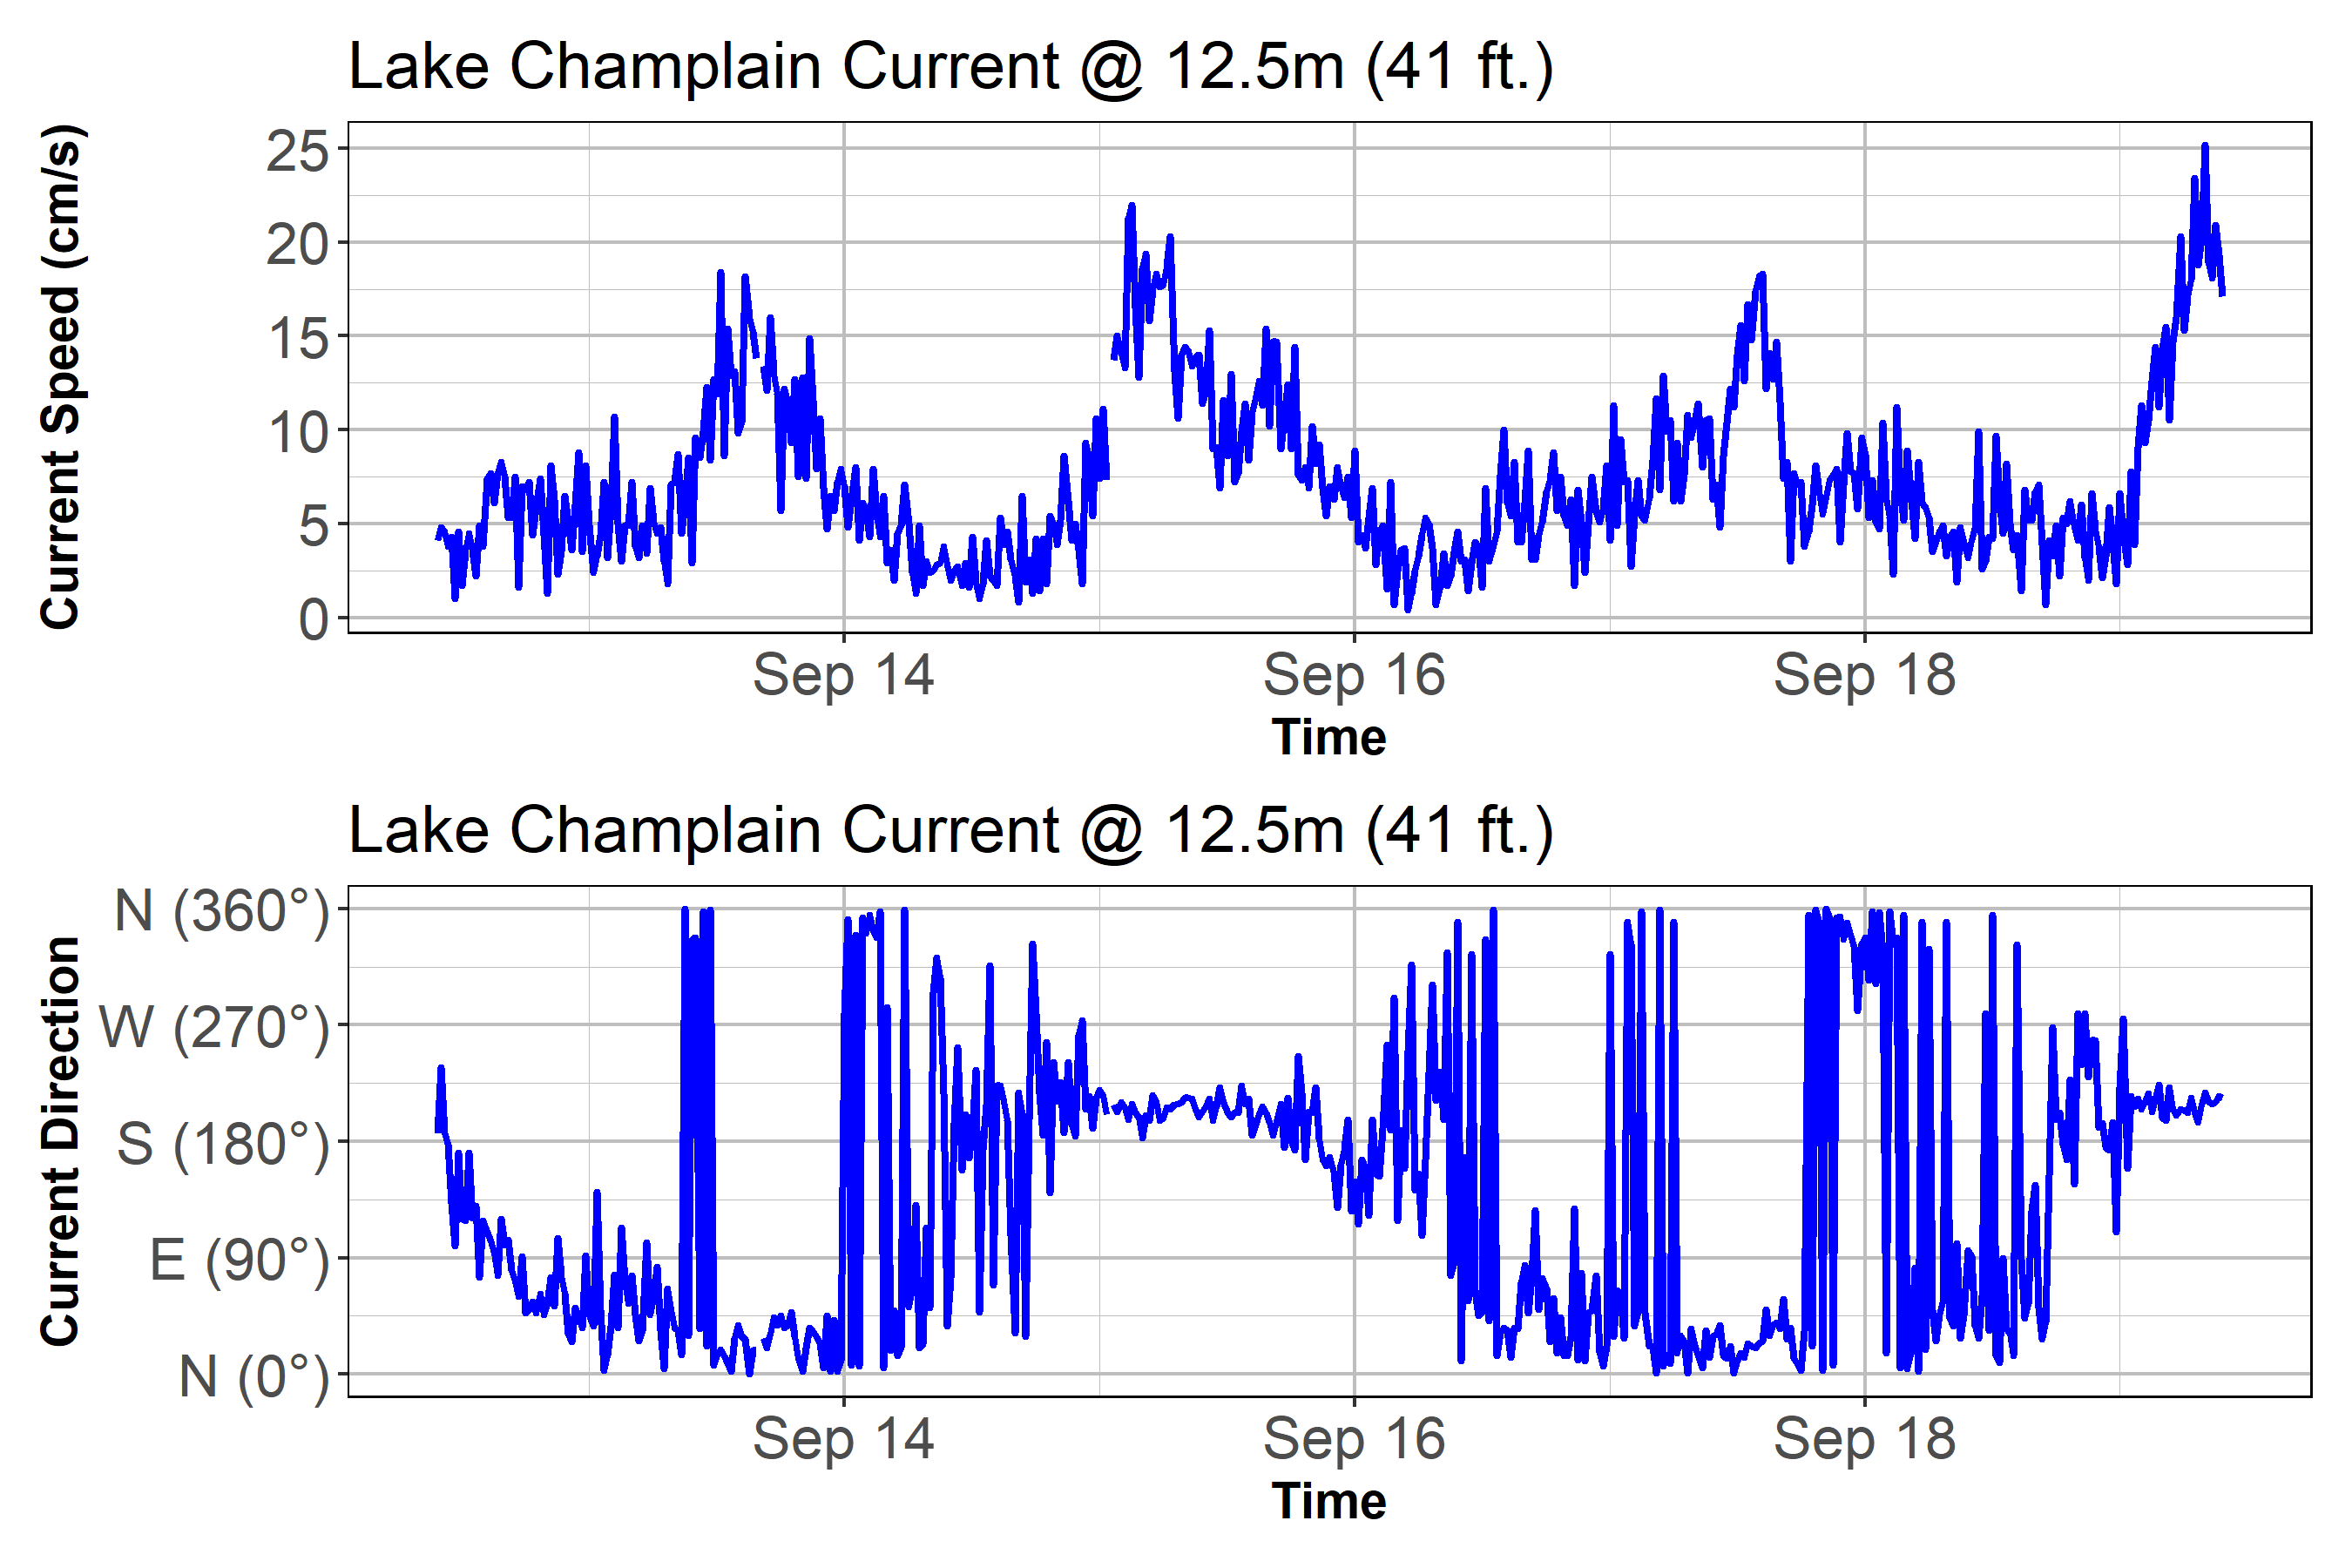 Lake Champlain Current @ 12.5m (41 ft.)
Current Speed (cm/s)
25
20
15
10
5
0
Sep 14
Sep 16
Sep 18
Time
Lake Champlain Current @ 12.5m (41 ft.)
Current Direction
N (360°)
W (270°)
S (180°)
E (90°)
N (0°)
Sep 14
Sep 16
Sep 18
Time